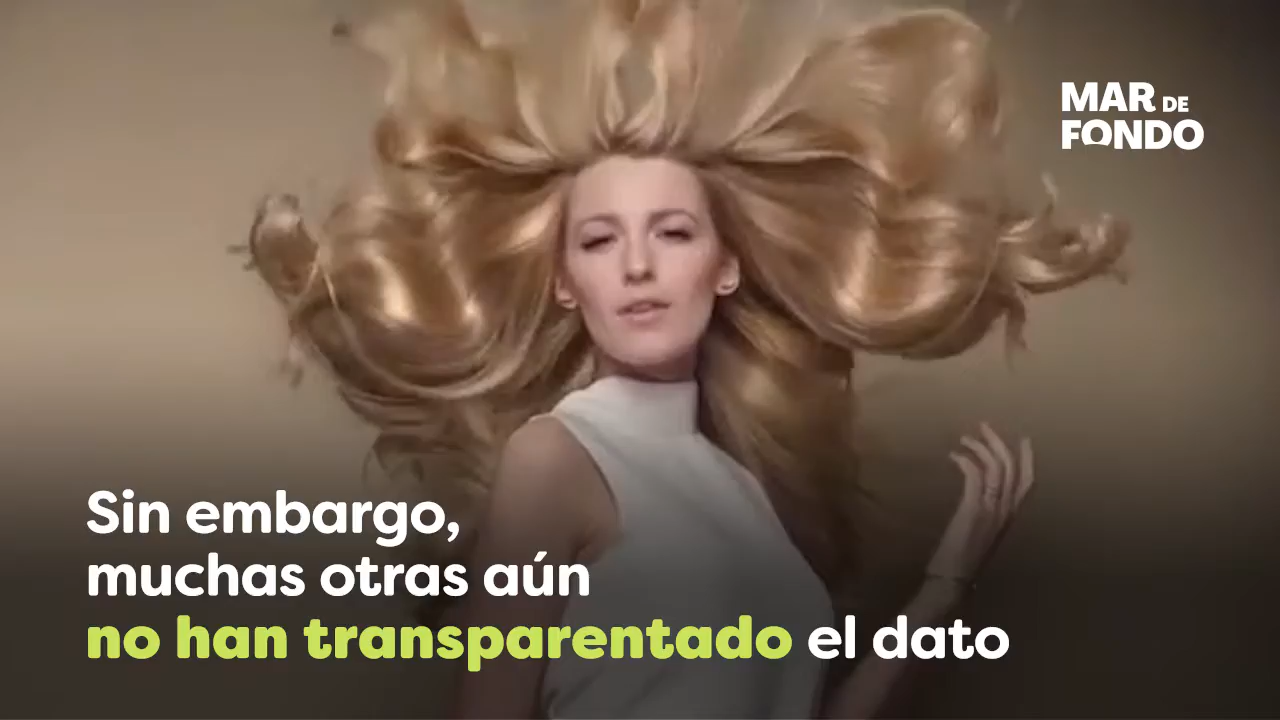 MAR DE
FONDO
Sin embargo,
muchas otras aún
no han transparentado el dato